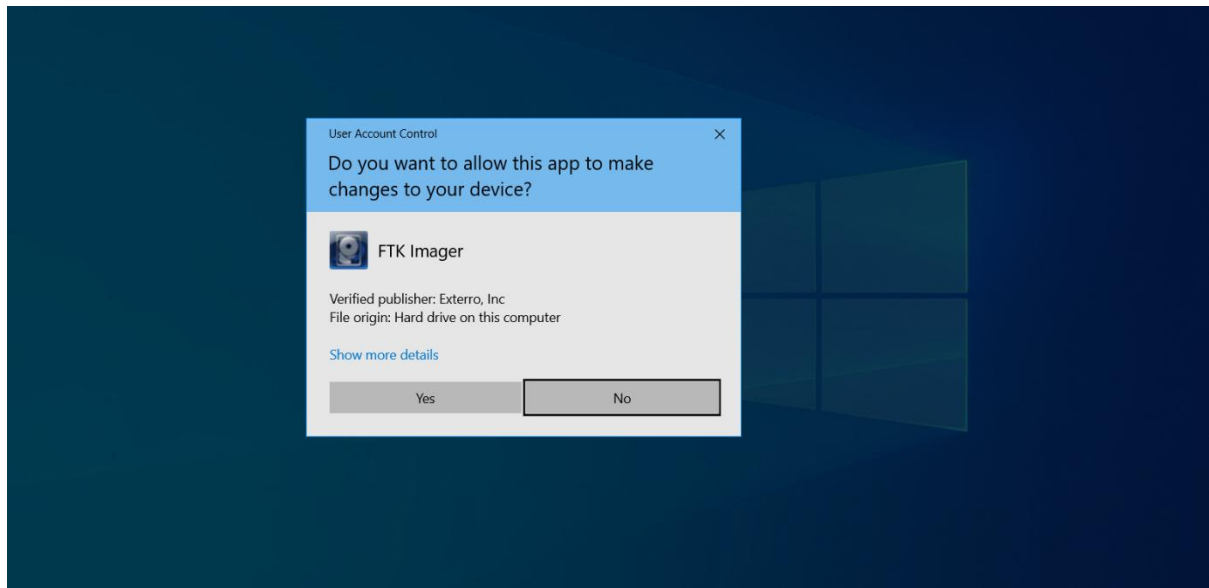 User Account Control
Do you want to allow this app to make
changes to your device?
FTK Imager
Verified publisher: Exterro, Inc
File origin: Hard drive on this computer
Show more details
Yes
No